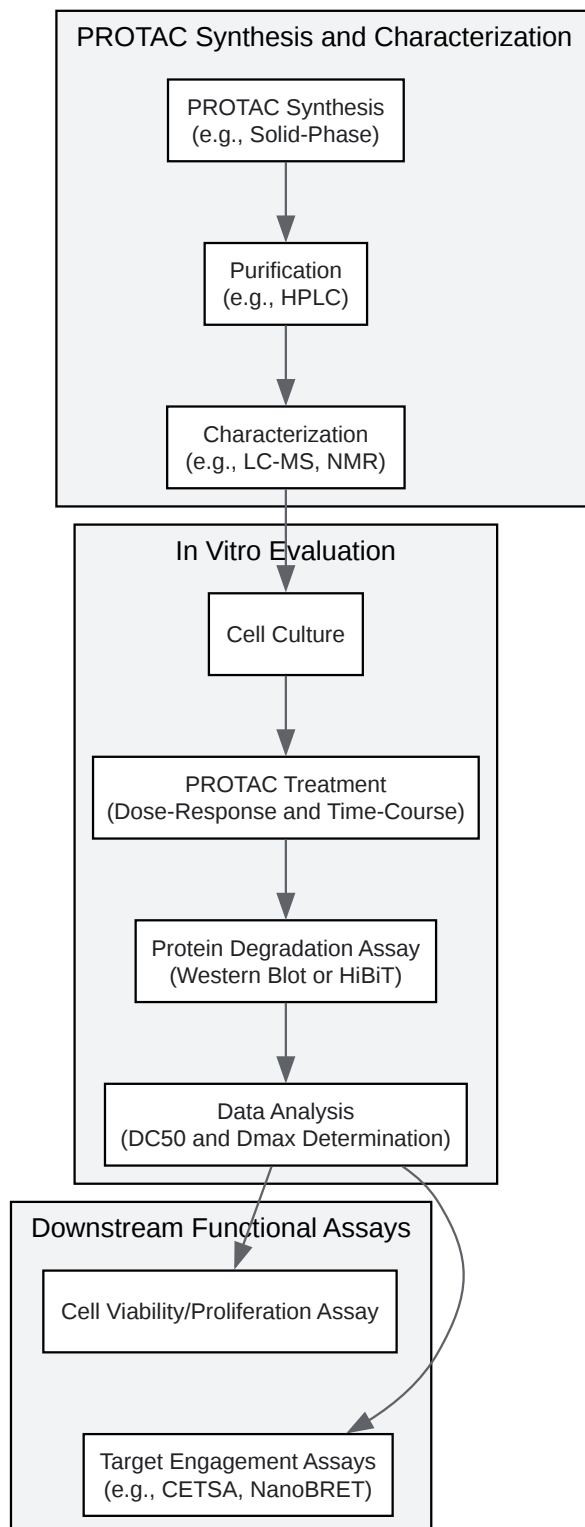 PROTAC Synthesis and Characterization
PROTAC Synthesis
(e.g., Solid-Phase)
Purification
(e.g., HPLC)
Characterization
(e.g., LC-MS, NMR)
In Vitro Evaluation
Cell Culture
PROTAC Treatment
(Dose-Response and Time-Course)
Protein Degradation Assay
(Western Blot or HiBiT)
Data Analysis
(DC50 and Dmax Determination)
Downstream Functional Assays
Cell Viability/Proliferation Assay
Target Engagement Assays
(e.g., CETSA, NanoBRET)